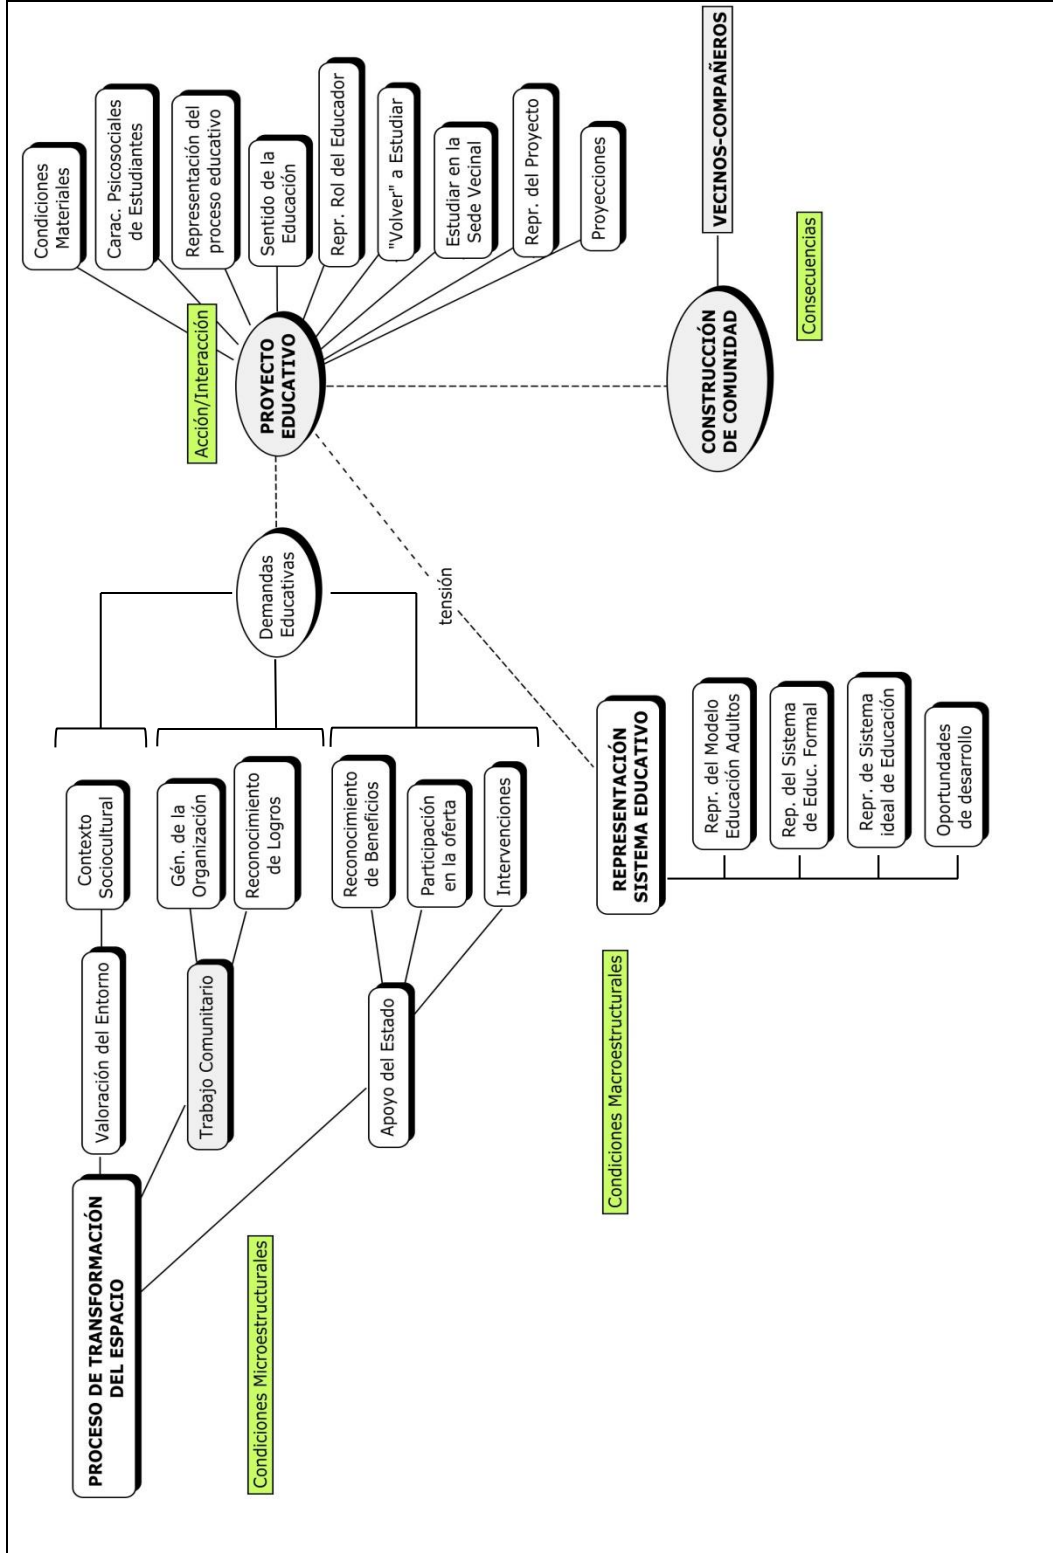 PROCESO DE TRANSFORMACIÓN
DEL ESPACIO
Condiciones Microestructurales
Valoración del Entorno
Trabajo Comunitario
Apoyo del Estado
Contexto
Sociocultural
Gén. de la
Organización
Reconocimiento
de Logros
Reconocimiento
de Beneficios
Participación
en la oferta
Intervenciones
Demandas
Educativas
Acción/Interacción
PROYECTO
EDUCATIVO
Condiciones
Materiales
Carac. Psicosociales
de Estudiantes
Representación del
proceso educativo
Sentido de la
Educación
Repr. Rol del Educador
"Volver" a Estudiar
Estudiar en la
Sede Vecinal
Repr. del Proyecto
Proyecciones
tensión
Condiciones Macroestructurales
REPRESENTACIÓN
SISTEMA EDUCATIVO
Repr. del Modelo
Educación Adultos
Rep. del Sistema
de Educ. Formal
Repr. de Sistema
ideal de Educación
Oportundades
de desarrollo
CONSTRUCCIÓN
DE COMUNIDAD
VECINOS-COMPAÑEROS
Consecuencias